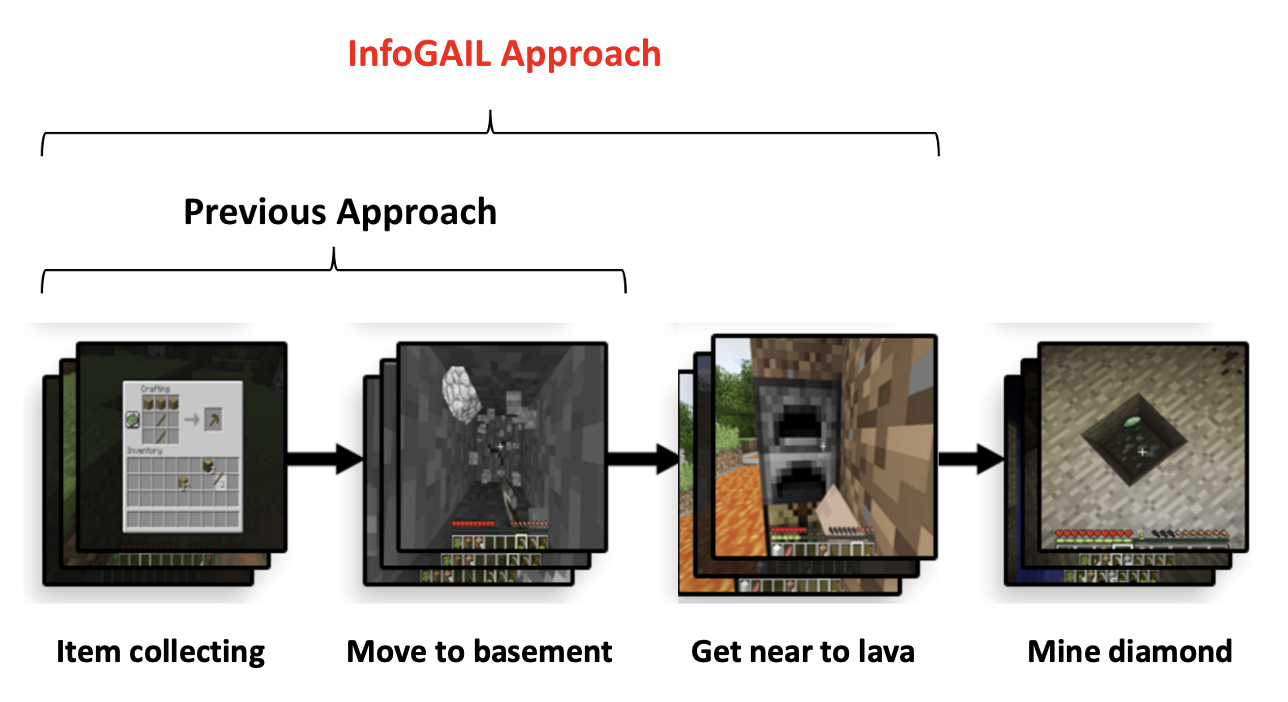 InfoGAIL Approach
Previous Approach
Crafting
Inventory
Item collecting
Move to basement
Get near to lava
Mine diamond